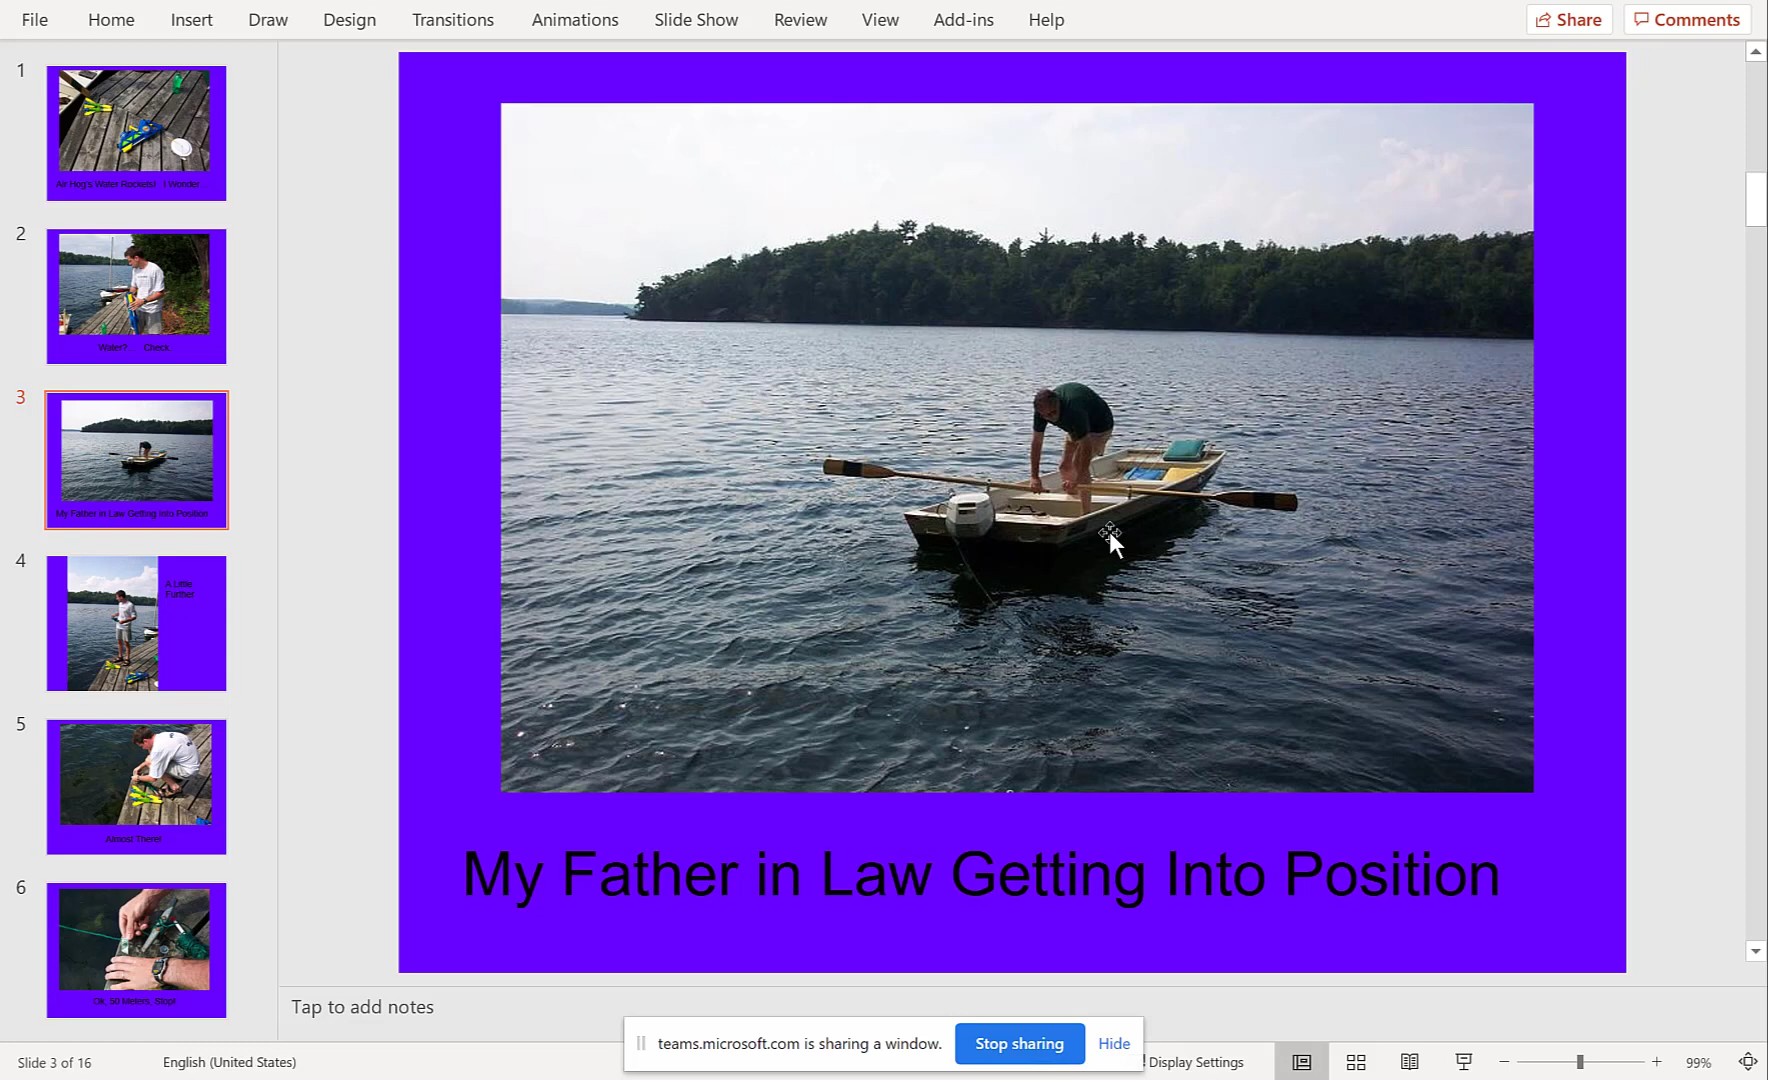 File Home Insert Draw Design Transitions Animations Slide Show Review View Add-ins Help Share Comments
1
Air Hog's Water Rockets! I Wonder...
2
Water?... Check
3
My Father in Law Getting Into Position
4
A Little
Further
5
Almost There!
6
Ok, 50 Meters, Stop!
My Father in Law Getting Into Position
Tap to add notes
teams.microsoft.com is sharing a window. Stop sharing Hide
Slide 3 of 16 English (United States) Display Settings 99%